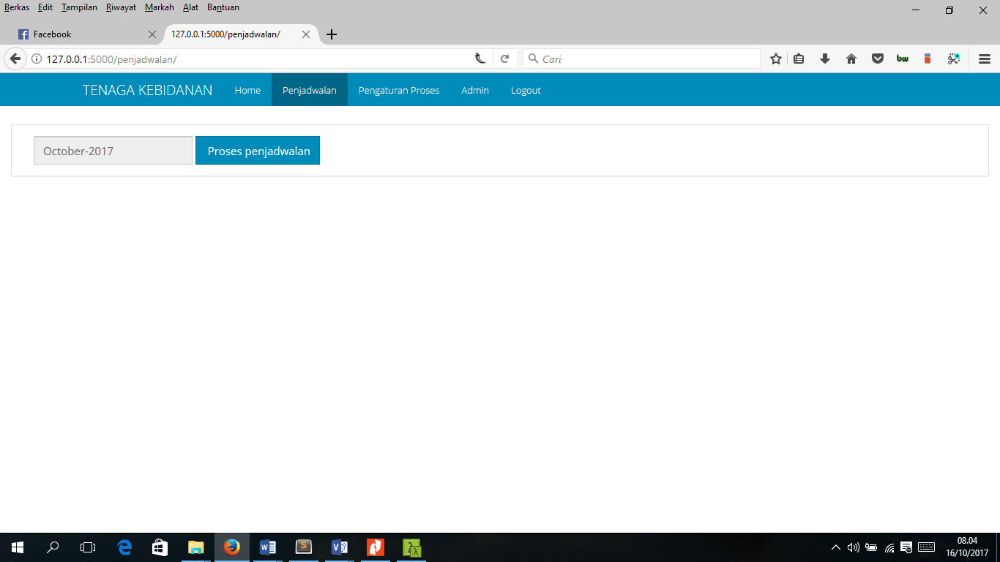 Berkas Edit Tampilan Riwayat Markah Alat Bantuan
Facebook
127.0.0.1:5000/penjadwalan/
127.0.0.1:5000/penjadwalan/
Cari
bw
TENAGA KEBIDANAN Home Penjadwalan Pengaturan Proses Admin Logout
October-2017 Proses penjadwalan
08.04
16/10/2017